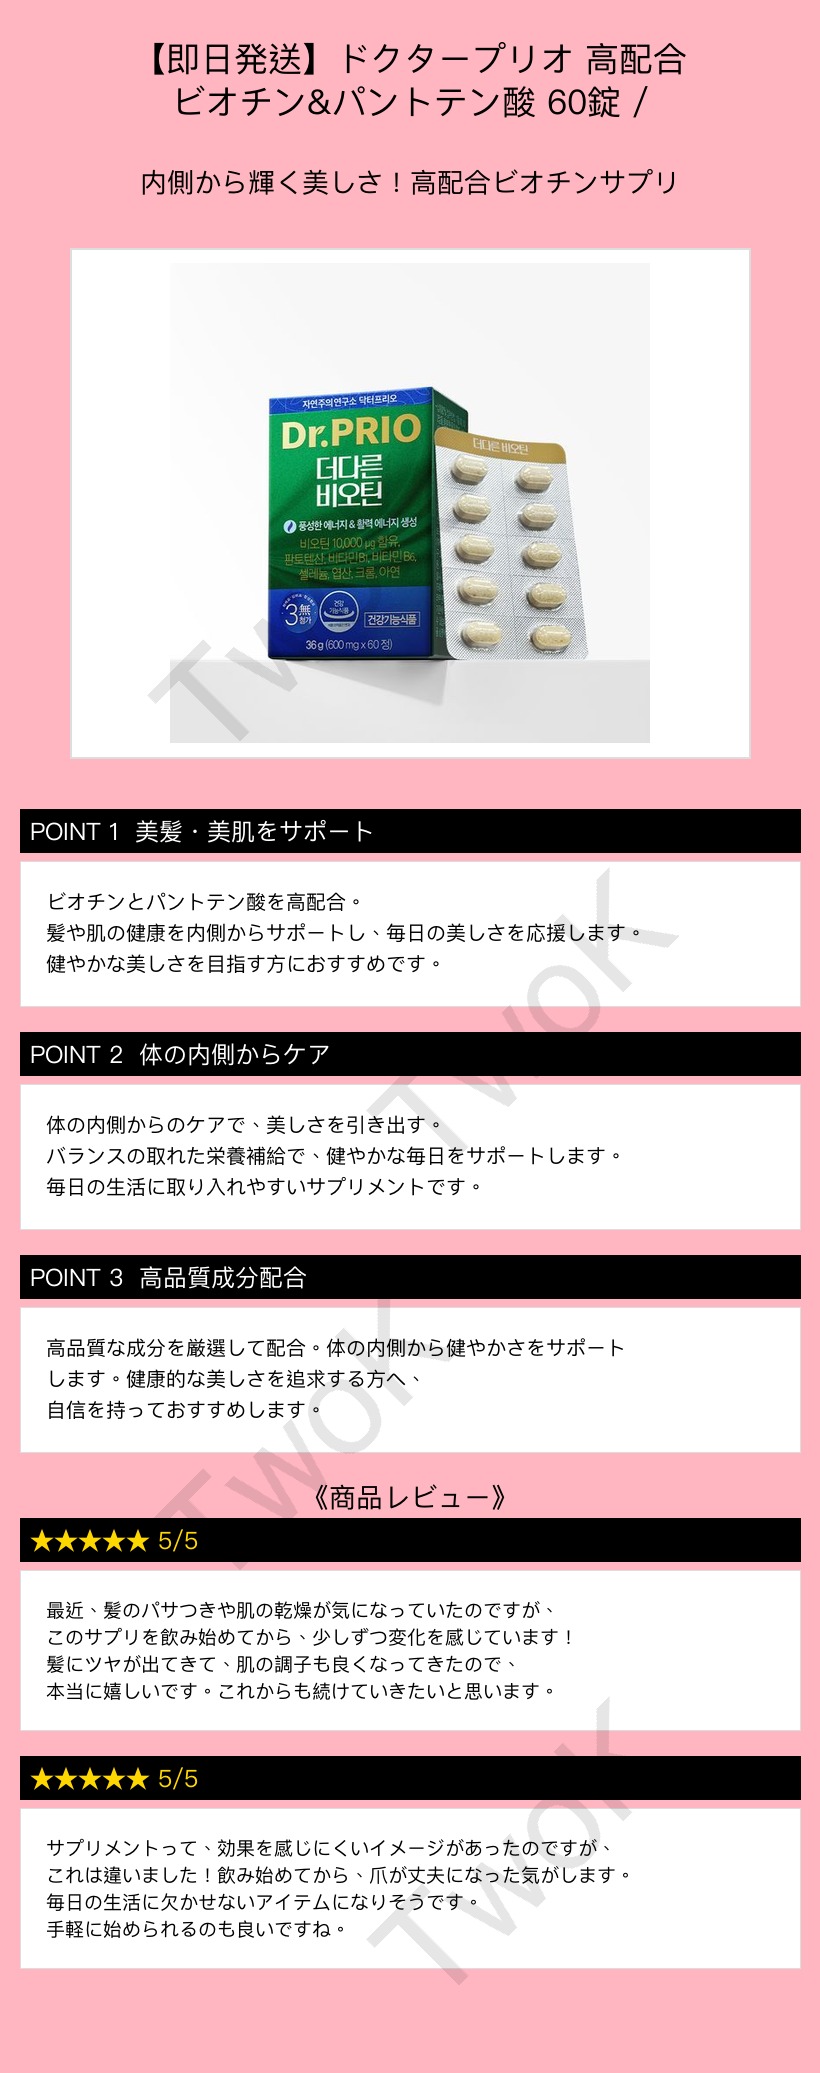 【即日発送】ドクタープリオ 高配合
ビオチン&パントテン酸 60錠 /
内側から輝く美しさ！高配合ビオチンサプリ
자연주의연구소 닥터프리오
Dr.PRIO
더다른
비오틴
풍성한 에너지 & 활력 에너지 생성
비오틴 10,000 µg 함유,
판토텐산, 비타민B₁, 비타민B₆,
셀레늄, 엽산, 크롬, 아연
3無
첨가
건강
기능식품
건강기능식품
36 g (600 mg x 60 정)
더다른 비오틴
TwoK
POINT 1 美髪・美肌をサポート
ビオチンとパントテン酸を高配合。
髪や肌の健康を内側からサポートし、毎日の美しさを応援します。
健やかな美しさを目指す方におすすめです。
TwoK
POINT 2 体の内側からケア
体の内側からのケアで、美しさを引き出す。
バランスの取れた栄養補給で、健やかな毎日をサポートします。
毎日の生活に取り入れやすいサプリメントです。
POINT 3 高品質成分配合
高品質な成分を厳選して配合。体の内側から健やかさをサポート
します。健康的な美しさを追求する方へ、
自信を持っておすすめします。
TwoK
《商品レビュー》
★★★★★ 5/5
最近、髪のパサつきや肌の乾燥が気になっていたのですが、
このサプリを飲み始めてから、少しずつ変化を感じています！
髪にツヤが出てきて、肌の調子も良くなってきたので、
本当に嬉しいです。これからも続けていきたいと思います。
★★★★★ 5/5
サプリメントって、効果を感じにくいイメージがあったのですが、
これは違いました！飲み始めてから、爪が丈夫になった気がします。
毎日の生活に欠かせないアイテムになりそうです。
手軽に始められるのも良いですね。
TwoK